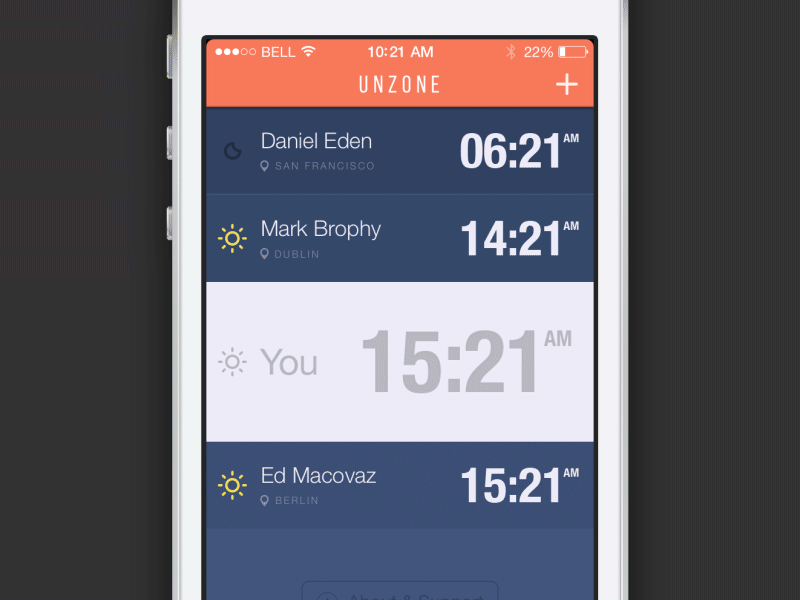 BELL 10:21 AM 22%
UNZONE
Daniel Eden 06:21 AM
SAN FRANCISCO
Mark Brophy 14:21 AM
DUBLIN
You 15:21 AM
Ed Macovaz 15:21 AM
BERLIN
About & Support